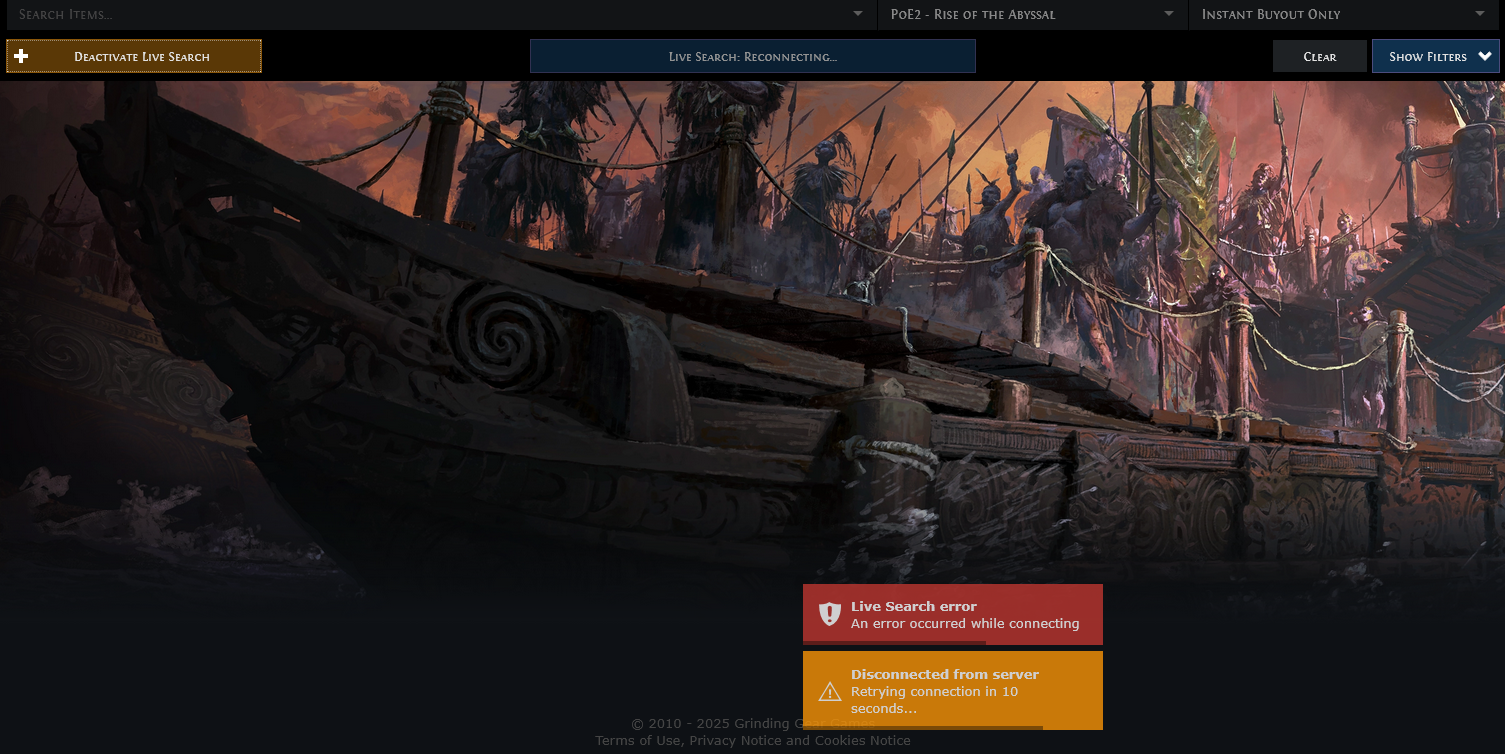 Search Items...
PoE2 - Rise of the Abyssal
Instant Buyout Only
Deactivate Live Search
Live Search: Reconnecting...
Clear
Show Filters
Live Search error
An error occurred while connecting
Disconnected from server
Retrying connection in 10
seconds...
© 2010 - 2025 Grinding Gear Games
Terms of Use, Privacy Notice and Cookies Notice